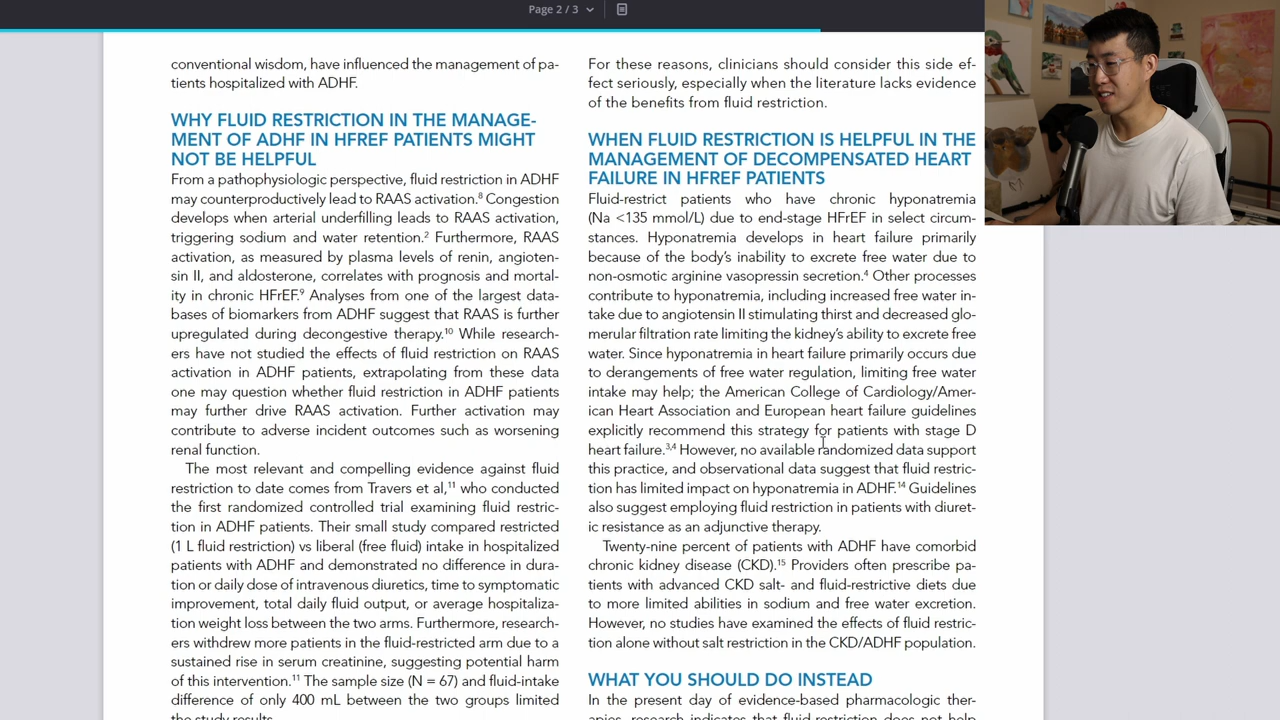 Page 2 / 3
conventional wisdom, have influenced the management of pa-
tients hospitalized with ADHF.
WHY FLUID RESTRICTION IN THE MANAGE-
MENT OF ADHF IN HFREF PATIENTS MIGHT
NOT BE HELPFUL
From a pathophysiologic perspective, fluid restriction in ADHF
may counterproductively lead to RAAS activation.⁸ Congestion
develops when arterial underfilling leads to RAAS activation,
triggering sodium and water retention.² Furthermore, RAAS
activation, as measured by plasma levels of renin, angioten-
sin II, and aldosterone, correlates with prognosis and mortal-
ity in chronic HFrEF.⁹ Analyses from one of the largest data-
bases of biomarkers from ADHF suggest that RAAS is further
upregulated during decongestive therapy.¹⁰ While research-
ers have not studied the effects of fluid restriction on RAAS
activation in ADHF patients, extrapolating from these data
one may question whether fluid restriction in ADHF patients
may further drive RAAS activation. Further activation may
contribute to adverse incident outcomes such as worsening
renal function.
The most relevant and compelling evidence against fluid
restriction to date comes from Travers et al,¹¹ who conducted
the first randomized controlled trial examining fluid restric-
tion in ADHF patients. Their small study compared restricted
(1 L fluid restriction) vs liberal (free fluid) intake in hospitalized
patients with ADHF and demonstrated no difference in dura-
tion or daily dose of intravenous diuretics, time to symptomatic
improvement, total daily fluid output, or average hospitaliza-
tion weight loss between the two arms. Furthermore, research-
ers withdrew more patients in the fluid-restricted arm due to a
sustained rise in serum creatinine, suggesting potential harm
of this intervention.¹¹ The sample size (N = 67) and fluid-intake
difference of only 400 mL between the two groups limited
the study results.
For these reasons, clinicians should consider this side ef-
fect seriously, especially when the literature lacks evidence
of the benefits from fluid restriction.
WHEN FLUID RESTRICTION IS HELPFUL IN THE
MANAGEMENT OF DECOMPENSATED HEART
FAILURE IN HFREF PATIENTS
Fluid-restrict patients who have chronic hyponatremia
(Na <135 mmol/L) due to end-stage HFrEF in select circum-
stances. Hyponatremia develops in heart failure primarily
because of the body's inability to excrete free water due to
non-osmotic arginine vasopressin secretion.⁴ Other processes
contribute to hyponatremia, including increased free water in-
take due to angiotensin II stimulating thirst and decreased glo-
merular filtration rate limiting the kidney's ability to excrete free
water. Since hyponatremia in heart failure primarily occurs due
to derangements of free water regulation, limiting free water
intake may help; the American College of Cardiology/Amer-
ican Heart Association and European heart failure guidelines
explicitly recommend this strategy for patients with stage D
heart failure.³,⁴ However, no available randomized data support
this practice, and observational data suggest that fluid restric-
tion has limited impact on hyponatremia in ADHF.¹⁴ Guidelines
also suggest employing fluid restriction in patients with diuret-
ic resistance as an adjunctive therapy.
Twenty-nine percent of patients with ADHF have comorbid
chronic kidney disease (CKD).¹⁵ Providers often prescribe pa-
tients with advanced CKD salt- and fluid-restrictive diets due
to more limited abilities in sodium and free water excretion.
However, no studies have examined the effects of fluid restric-
tion alone without salt restriction in the CKD/ADHF population.
WHAT YOU SHOULD DO INSTEAD
In the present day of evidence-based pharmacologic ther-
apies, research indicates that fluid restriction does not help